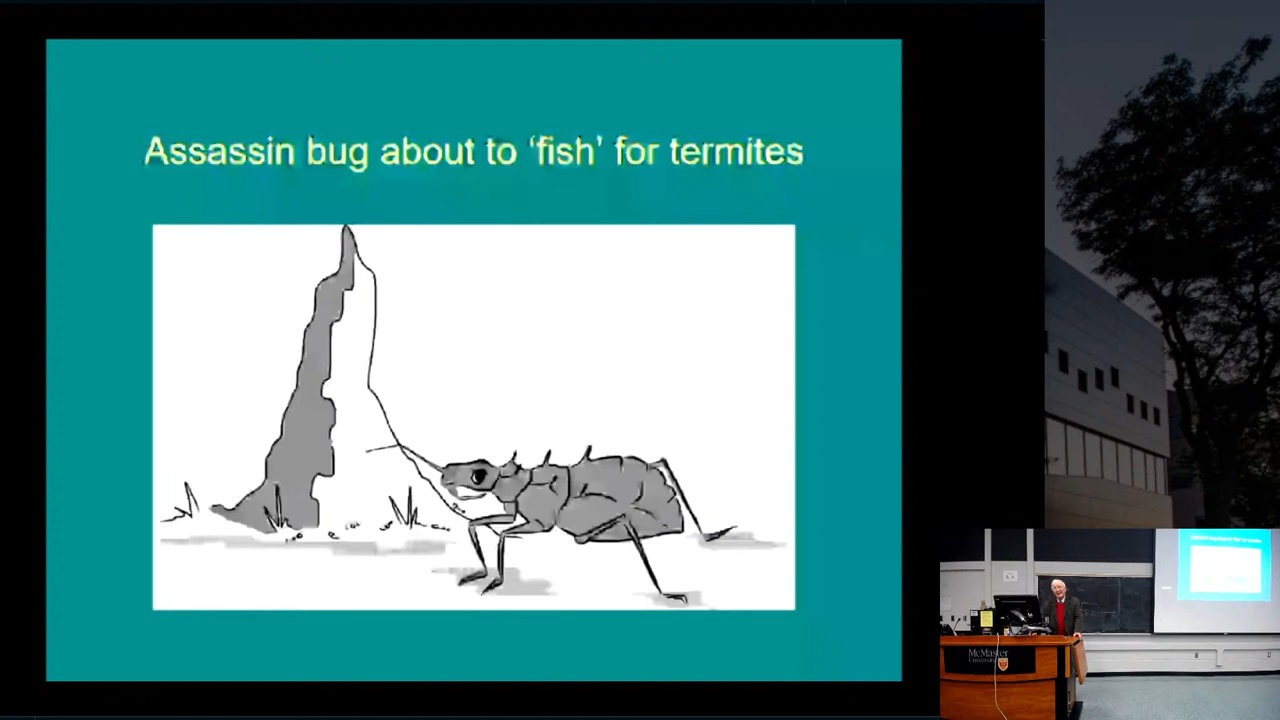 Assassin bug about to ‘fish’ for termites
McMaster
University